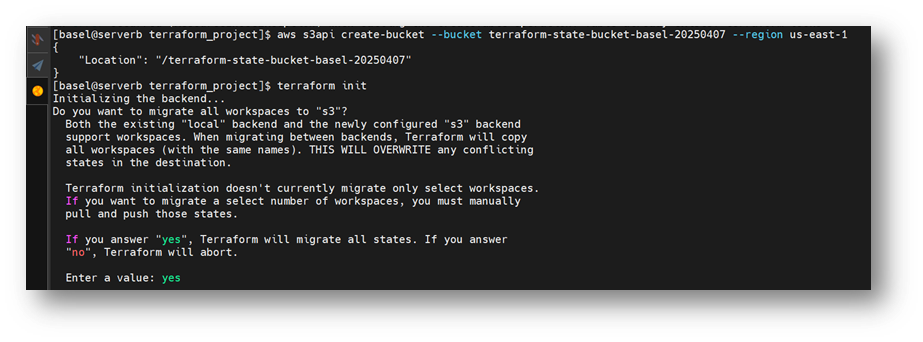 [basel@serverb terraform_project]$ aws s3api create-bucket --bucket terraform-state-bucket-basel-20250407 --region us-east-1
{
    "Location": "/terraform-state-bucket-basel-20250407"
}
[basel@serverb terraform_project]$ terraform init
Initializing the backend...
Do you want to migrate all workspaces to "s3"?
  Both the existing "local" backend and the newly configured "s3" backend
  support workspaces. When migrating between backends, Terraform will copy
  all workspaces (with the same names). THIS WILL OVERWRITE any conflicting
  states in the destination.

  Terraform initialization doesn't currently migrate only select workspaces.
  If you want to migrate a select number of workspaces, you must manually
  pull and push those states.

  If you answer "yes", Terraform will migrate all states. If you answer
  "no", Terraform will abort.

  Enter a value: yes